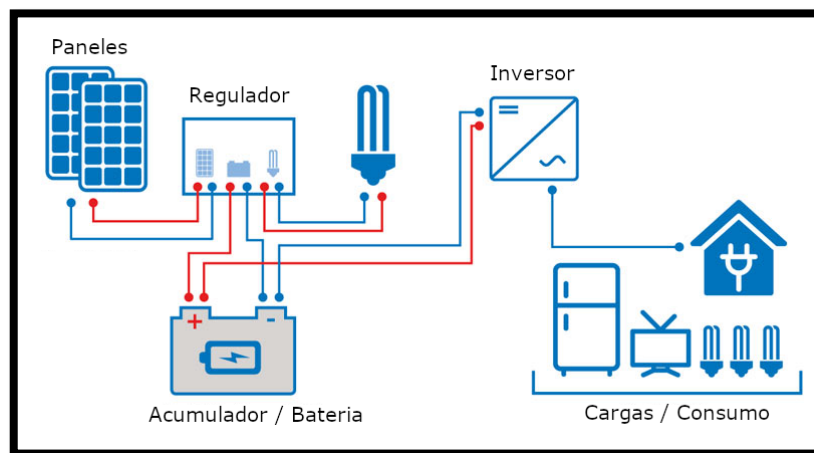 Paneles
Regulador
Inversor
+
-
Acumulador / Bateria
Cargas / Consumo